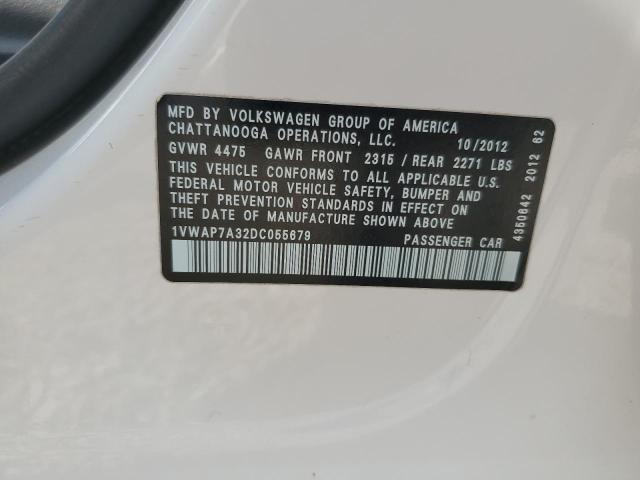 MFD BY VOLKSWAGEN GROUP OF AMERICA
CHATTANOOGA OPERATIONS, LLC. 10/2012
GVWR 4475 GAWR FRONT 2315 / REAR 2271 LBS
THIS VEHICLE CONFORMS TO ALL APPLICABLE U.S.
FEDERAL MOTOR VEHICLE SAFETY, BUMPER AND
THEFT PREVENTION STANDARDS IN EFFECT ON
THE DATE OF MANUFACTURE SHOWN ABOVE
1VWAP7A32DC055679 PASSENGER CAR
4350642 2012 62